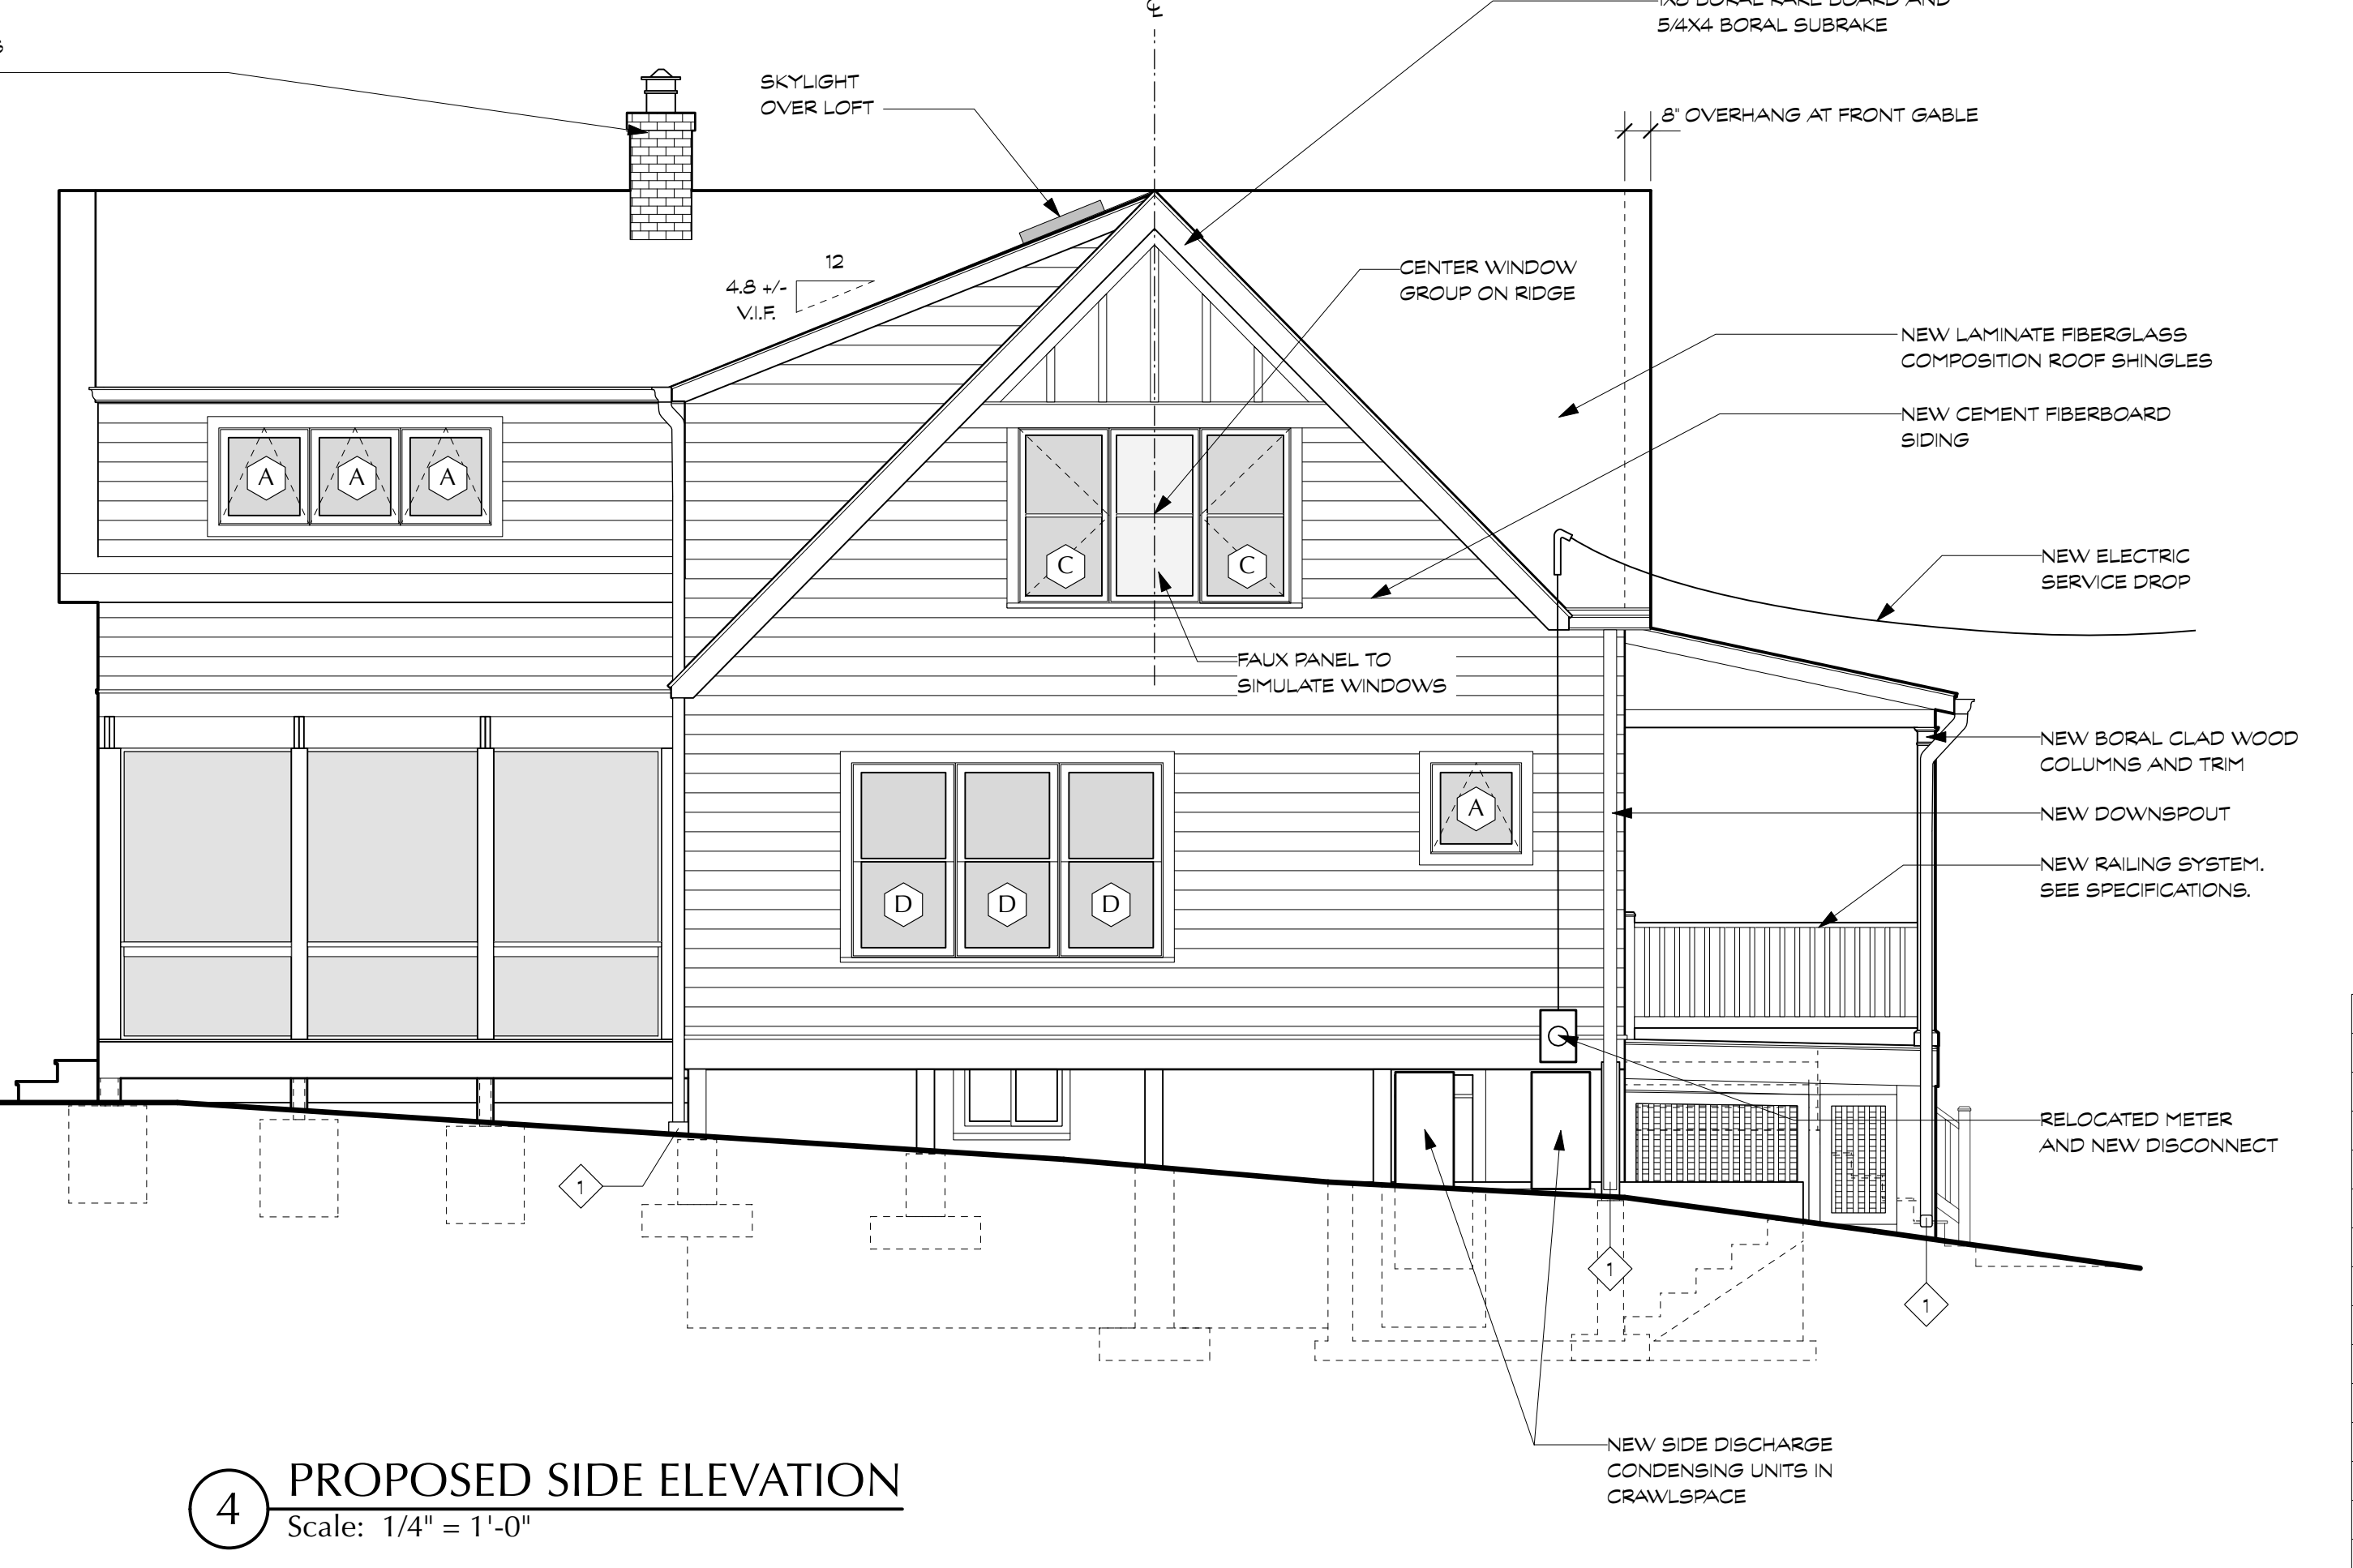 ℄
5/4X4 BORAL SUBRAKE
SKYLIGHT
OVER LOFT
8" OVERHANG AT FRONT GABLE
12
4.8 +/-
V.I.F.
CENTER WINDOW
GROUP ON RIDGE
NEW LAMINATE FIBERGLASS
COMPOSITION ROOF SHINGLES
NEW CEMENT FIBERBOARD
SIDING
A A A
C C
NEW ELECTRIC
SERVICE DROP
FAUX PANEL TO
SIMULATE WINDOWS
NEW BORAL CLAD WOOD
COLUMNS AND TRIM
A
NEW DOWNSPOUT
NEW RAILING SYSTEM.
SEE SPECIFICATIONS.
D D D
RELOCATED METER
AND NEW DISCONNECT
1
1
1
NEW SIDE DISCHARGE
CONDENSING UNITS IN
CRAWLSPACE
4
PROPOSED SIDE ELEVATION
Scale: 1/4" = 1'-0"